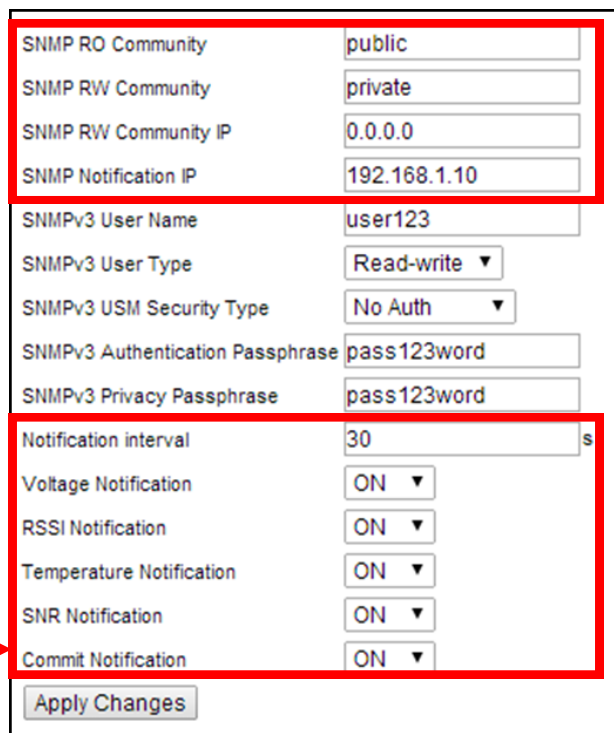 SNMP RO Community public
SNMP RW Community private
SNMP RW Community IP 0.0.0.0
SNMP Notification IP 192.168.1.10
SNMPv3 User Name user123
SNMPv3 User Type Read-write
SNMPv3 USM Security Type No Auth
SNMPv3 Authentication Passphrase pass123word
SNMPv3 Privacy Passphrase pass123word
Notification interval 30 s
Voltage Notification ON
RSSI Notification ON
Temperature Notification ON
SNR Notification ON
Commit Notification ON
Apply Changes